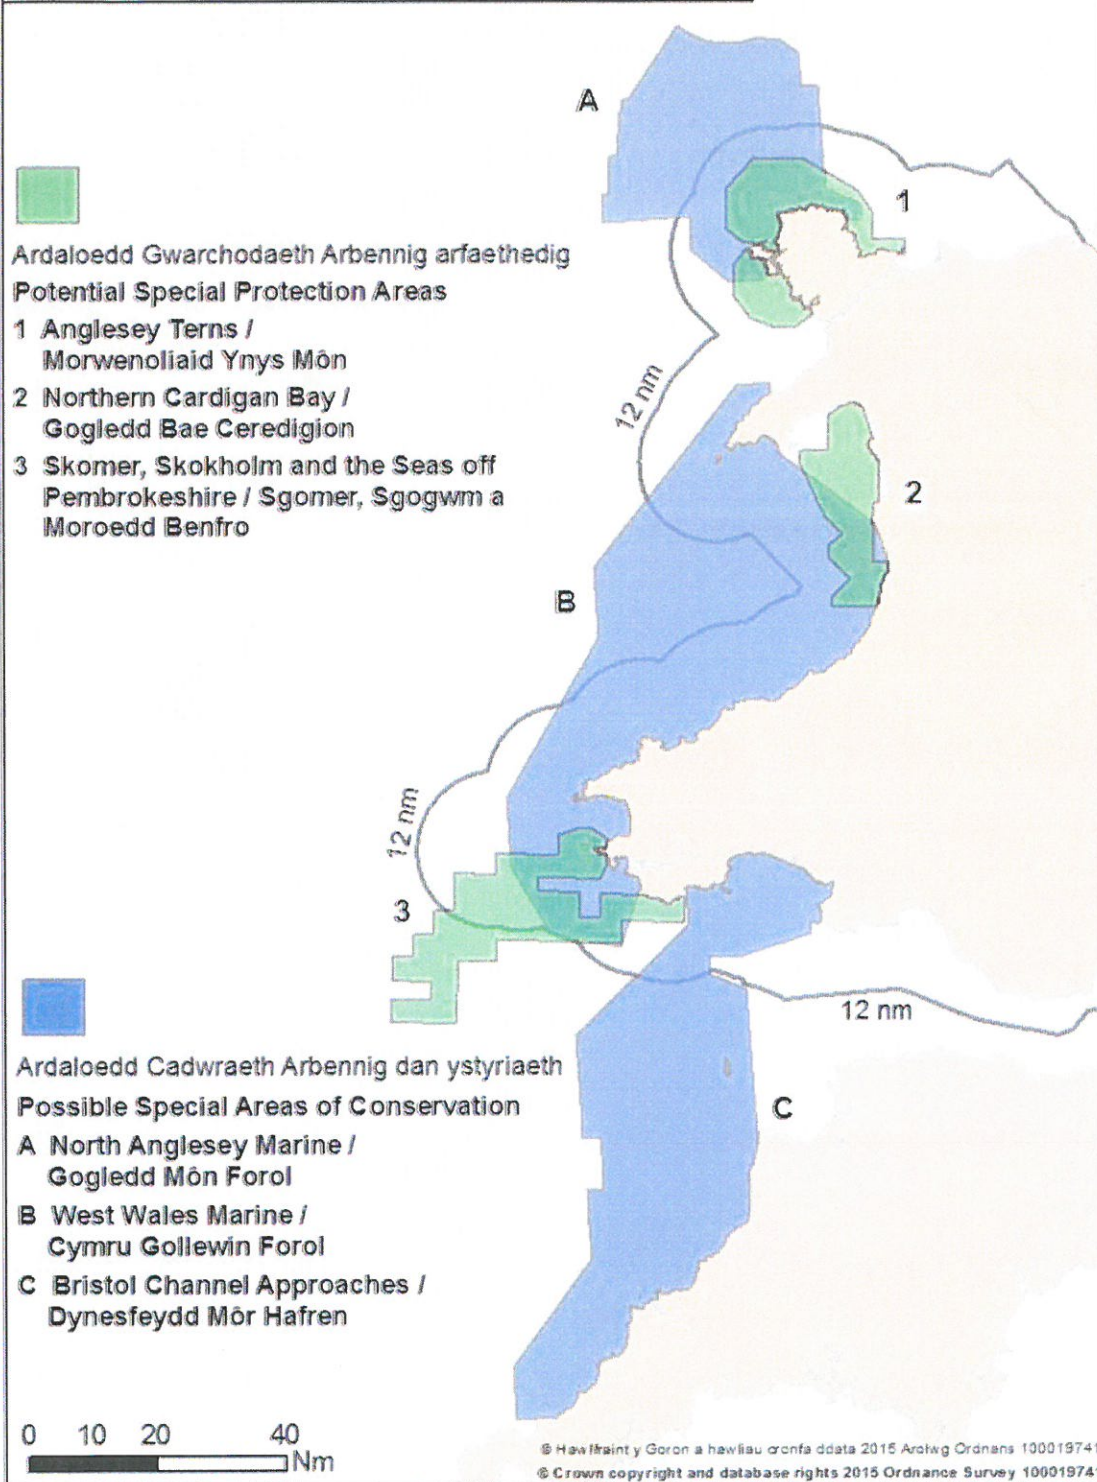 A
1
Ardaloedd Gwarchodaeth Arbennig arfaethedig
Potential Special Protection Areas
1 Anglesey Terns /
Morwenoliaid Ynys Môn
2 Northern Cardigan Bay /
Gogledd Bae Ceredigion
3 Skomer, Skokholm and the Seas off
Pembrokeshire / Sgomer, Sgogwm a
Moroedd Benfro
12 nm
2
B
12 nm
3
12 nm
Ardaloedd Cadwraeth Arbennig dan ystyriaeth
Possible Special Areas of Conservation
A North Anglesey Marine /
Gogledd Môn Forol
B West Wales Marine /
Cymru Gollewin Forol
C Bristol Channel Approaches /
Dynesfeydd Môr Hafren
C
0 10 20 40
Nm
© Hawlfraint y Goron a hawliau cronfa ddata 2015 Arolwg Ordnans 100019741
© Crown copyright and database rights 2015 Ordnance Survey 100019741